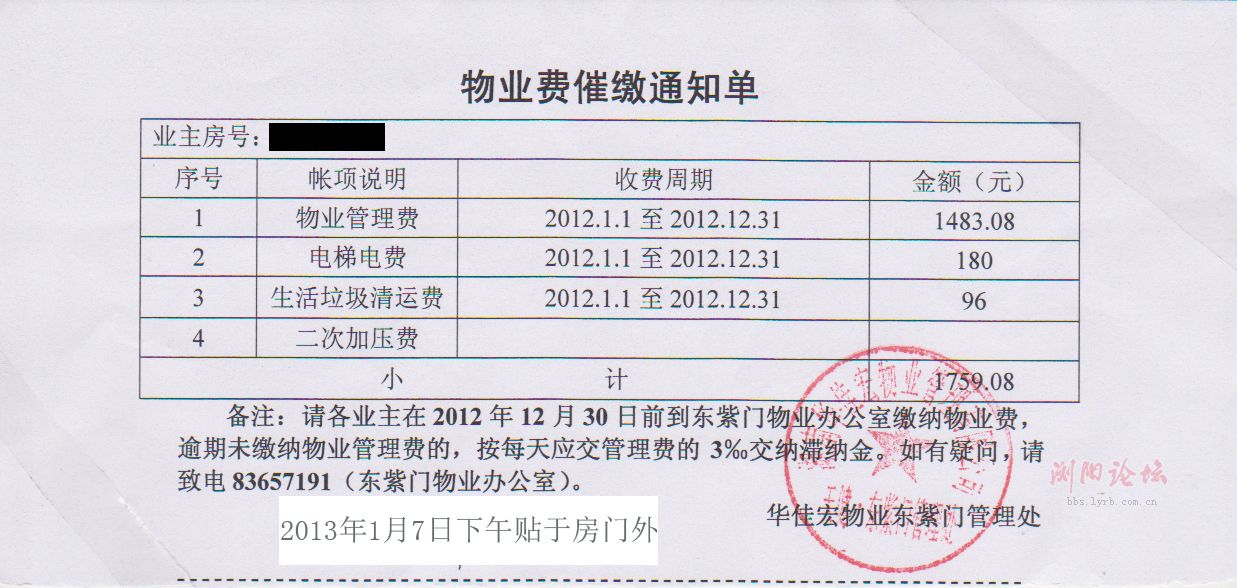 物业费催缴通知单
业主房号：
序号 帐项说明 收费周期 金额（元）
1 物业管理费 2012.1.1 至 2012.12.31 1483.08
2 电梯电费 2012.1.1 至 2012.12.31 180
3 生活垃圾清运费 2012.1.1 至 2012.12.31 96
4 二次加压费
小 计 1759.08
备注：请各业主在 2012 年 12 月 30 日前到东紫门物业办公室缴纳物业费，
逾期未缴纳物业管理费的，按每天应交管理费的 3‰交纳滞纳金。如有疑问，请
致电 83657191（东紫门物业办公室）。
华佳宏物业东紫门管理处
2013年1月7日下午贴于房门外
浏阳论坛
bbs.lyrb.com.cn